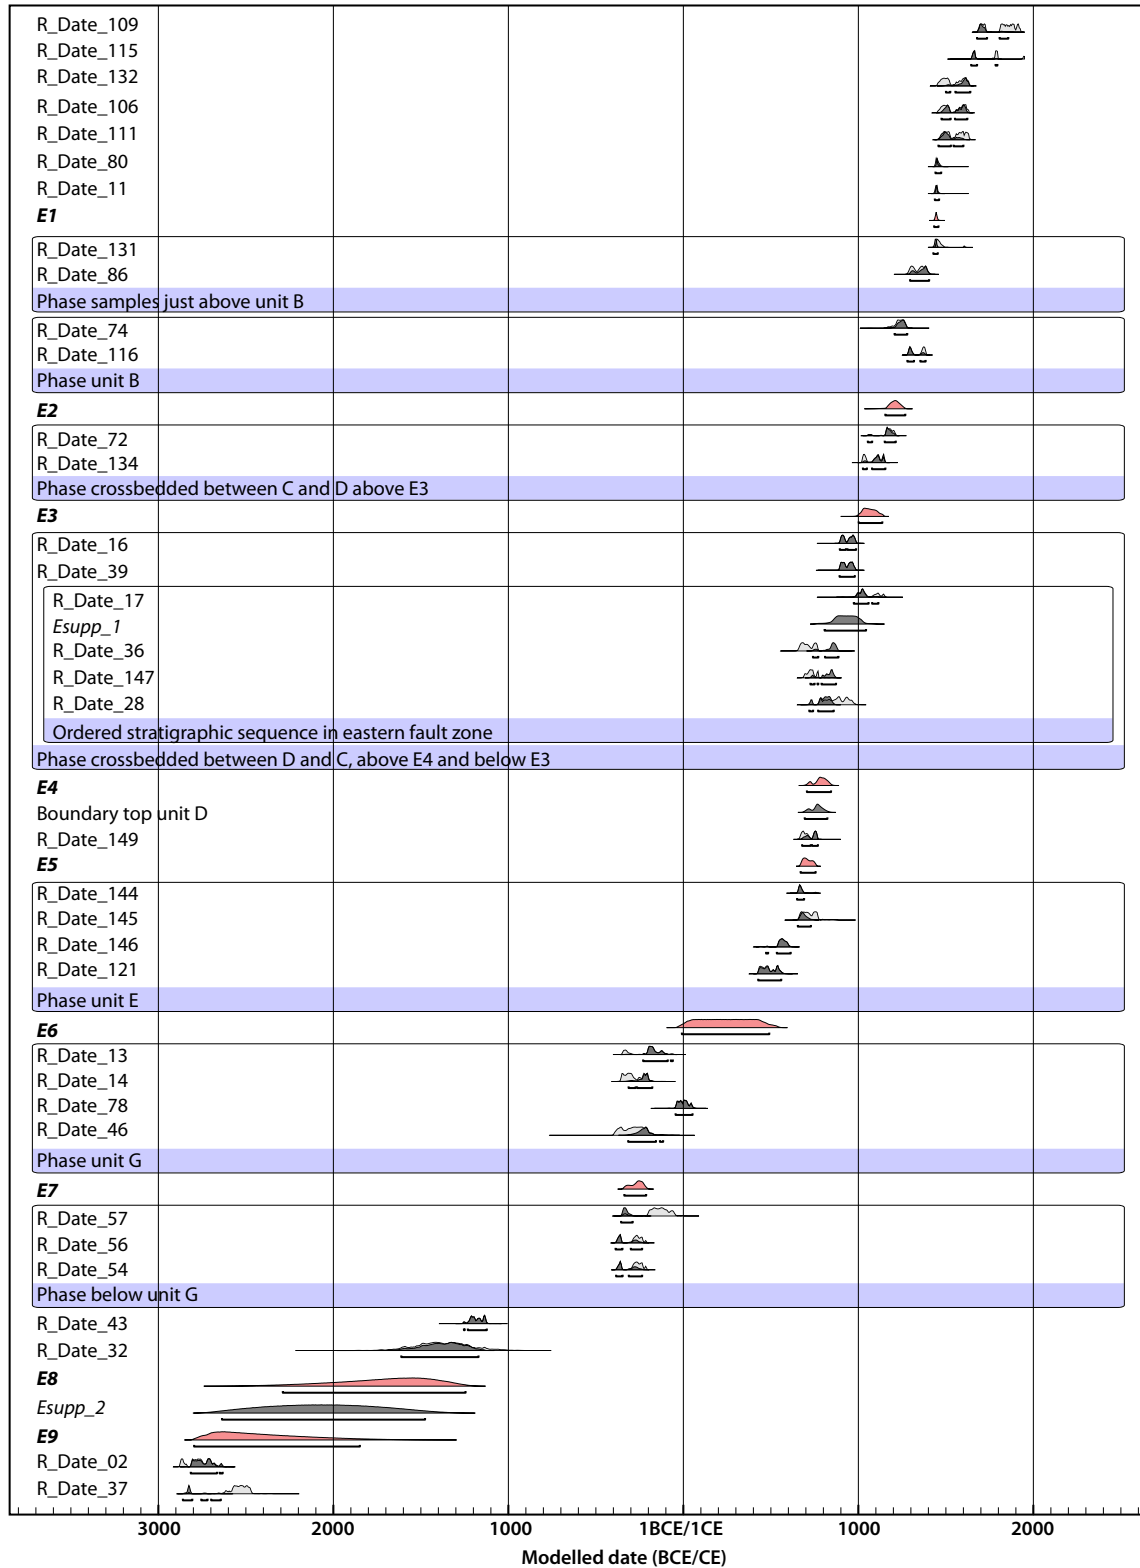 R_Date_109
R_Date_115
R_Date_132
R_Date_106
R_Date_111
R_Date_80
R_Date_11
E1
R_Date_131
R_Date_86
Phase samples just above unit B
R_Date_74
R_Date_116
Phase unit B
E2
R_Date_72
R_Date_134
Phase crossbedded between C and D above E3
E3
R_Date_16
R_Date_39
R_Date_17
Esupp_1
R_Date_36
R_Date_147
R_Date_28
Ordered stratigraphic sequence in eastern fault zone
Phase crossbedded between D and C, above E4 and below E3
E4
Boundary top unit D
R_Date_149
E5
R_Date_144
R_Date_145
R_Date_146
R_Date_121
Phase unit E
E6
R_Date_13
R_Date_14
R_Date_78
R_Date_46
Phase unit G
E7
R_Date_57
R_Date_56
R_Date_54
Phase below unit G
R_Date_43
R_Date_32
E8
Esupp_2
E9
R_Date_02
R_Date_37
3000 2000 1000 1BCE/1CE 1000 2000
Modelled date (BCE/CE)